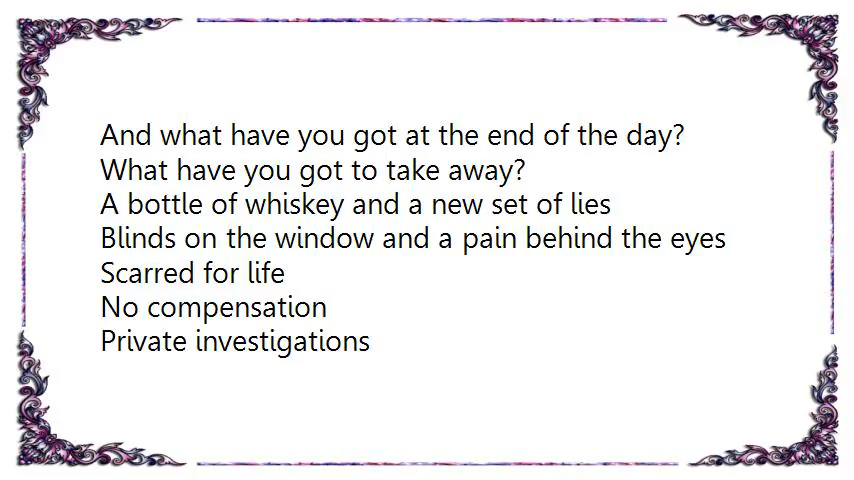 And what have you got at the end of the day?
What have you got to take away?
A bottle of whiskey and a new set of lies
Blinds on the window and a pain behind the eyes
Scarred for life
No compensation
Private investigations